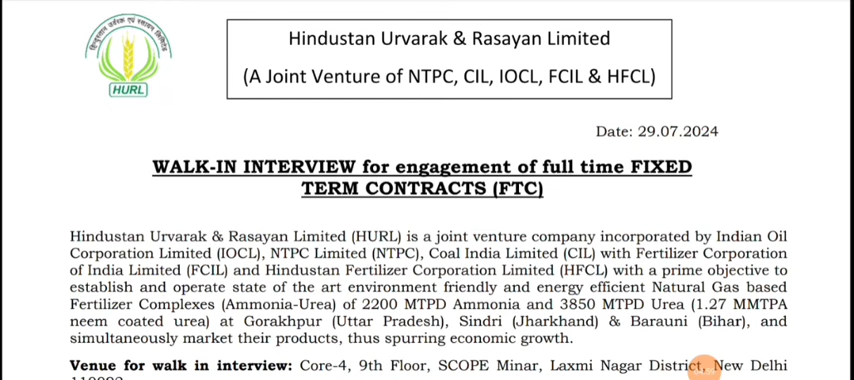 हिन्दुस्तान उर्वरक एवं रसायन लिमिटेड
HURL
Hindustan Urvarak & Rasayan Limited
(A Joint Venture of NTPC, CIL, IOCL, FCIL & HFCL)
Date: 29.07.2024
WALK-IN INTERVIEW for engagement of full time FIXED
TERM CONTRACTS (FTC)
Hindustan Urvarak & Rasayan Limited (HURL) is a joint venture company incorporated by Indian Oil
Corporation Limited (IOCL), NTPC Limited (NTPC), Coal India Limited (CIL) with Fertilizer Corporation
of India Limited (FCIL) and Hindustan Fertilizer Corporation Limited (HFCL) with a prime objective to
establish and operate state of the art environment friendly and energy efficient Natural Gas based
Fertilizer Complexes (Ammonia-Urea) of 2200 MTPD Ammonia and 3850 MTPD Urea (1.27 MMTPA
neem coated urea) at Gorakhpur (Uttar Pradesh), Sindri (Jharkhand) & Barauni (Bihar), and
simultaneously market their products, thus spurring economic growth.
Venue for walk in interview: Core-4, 9th Floor, SCOPE Minar, Laxmi Nagar District, New Delhi